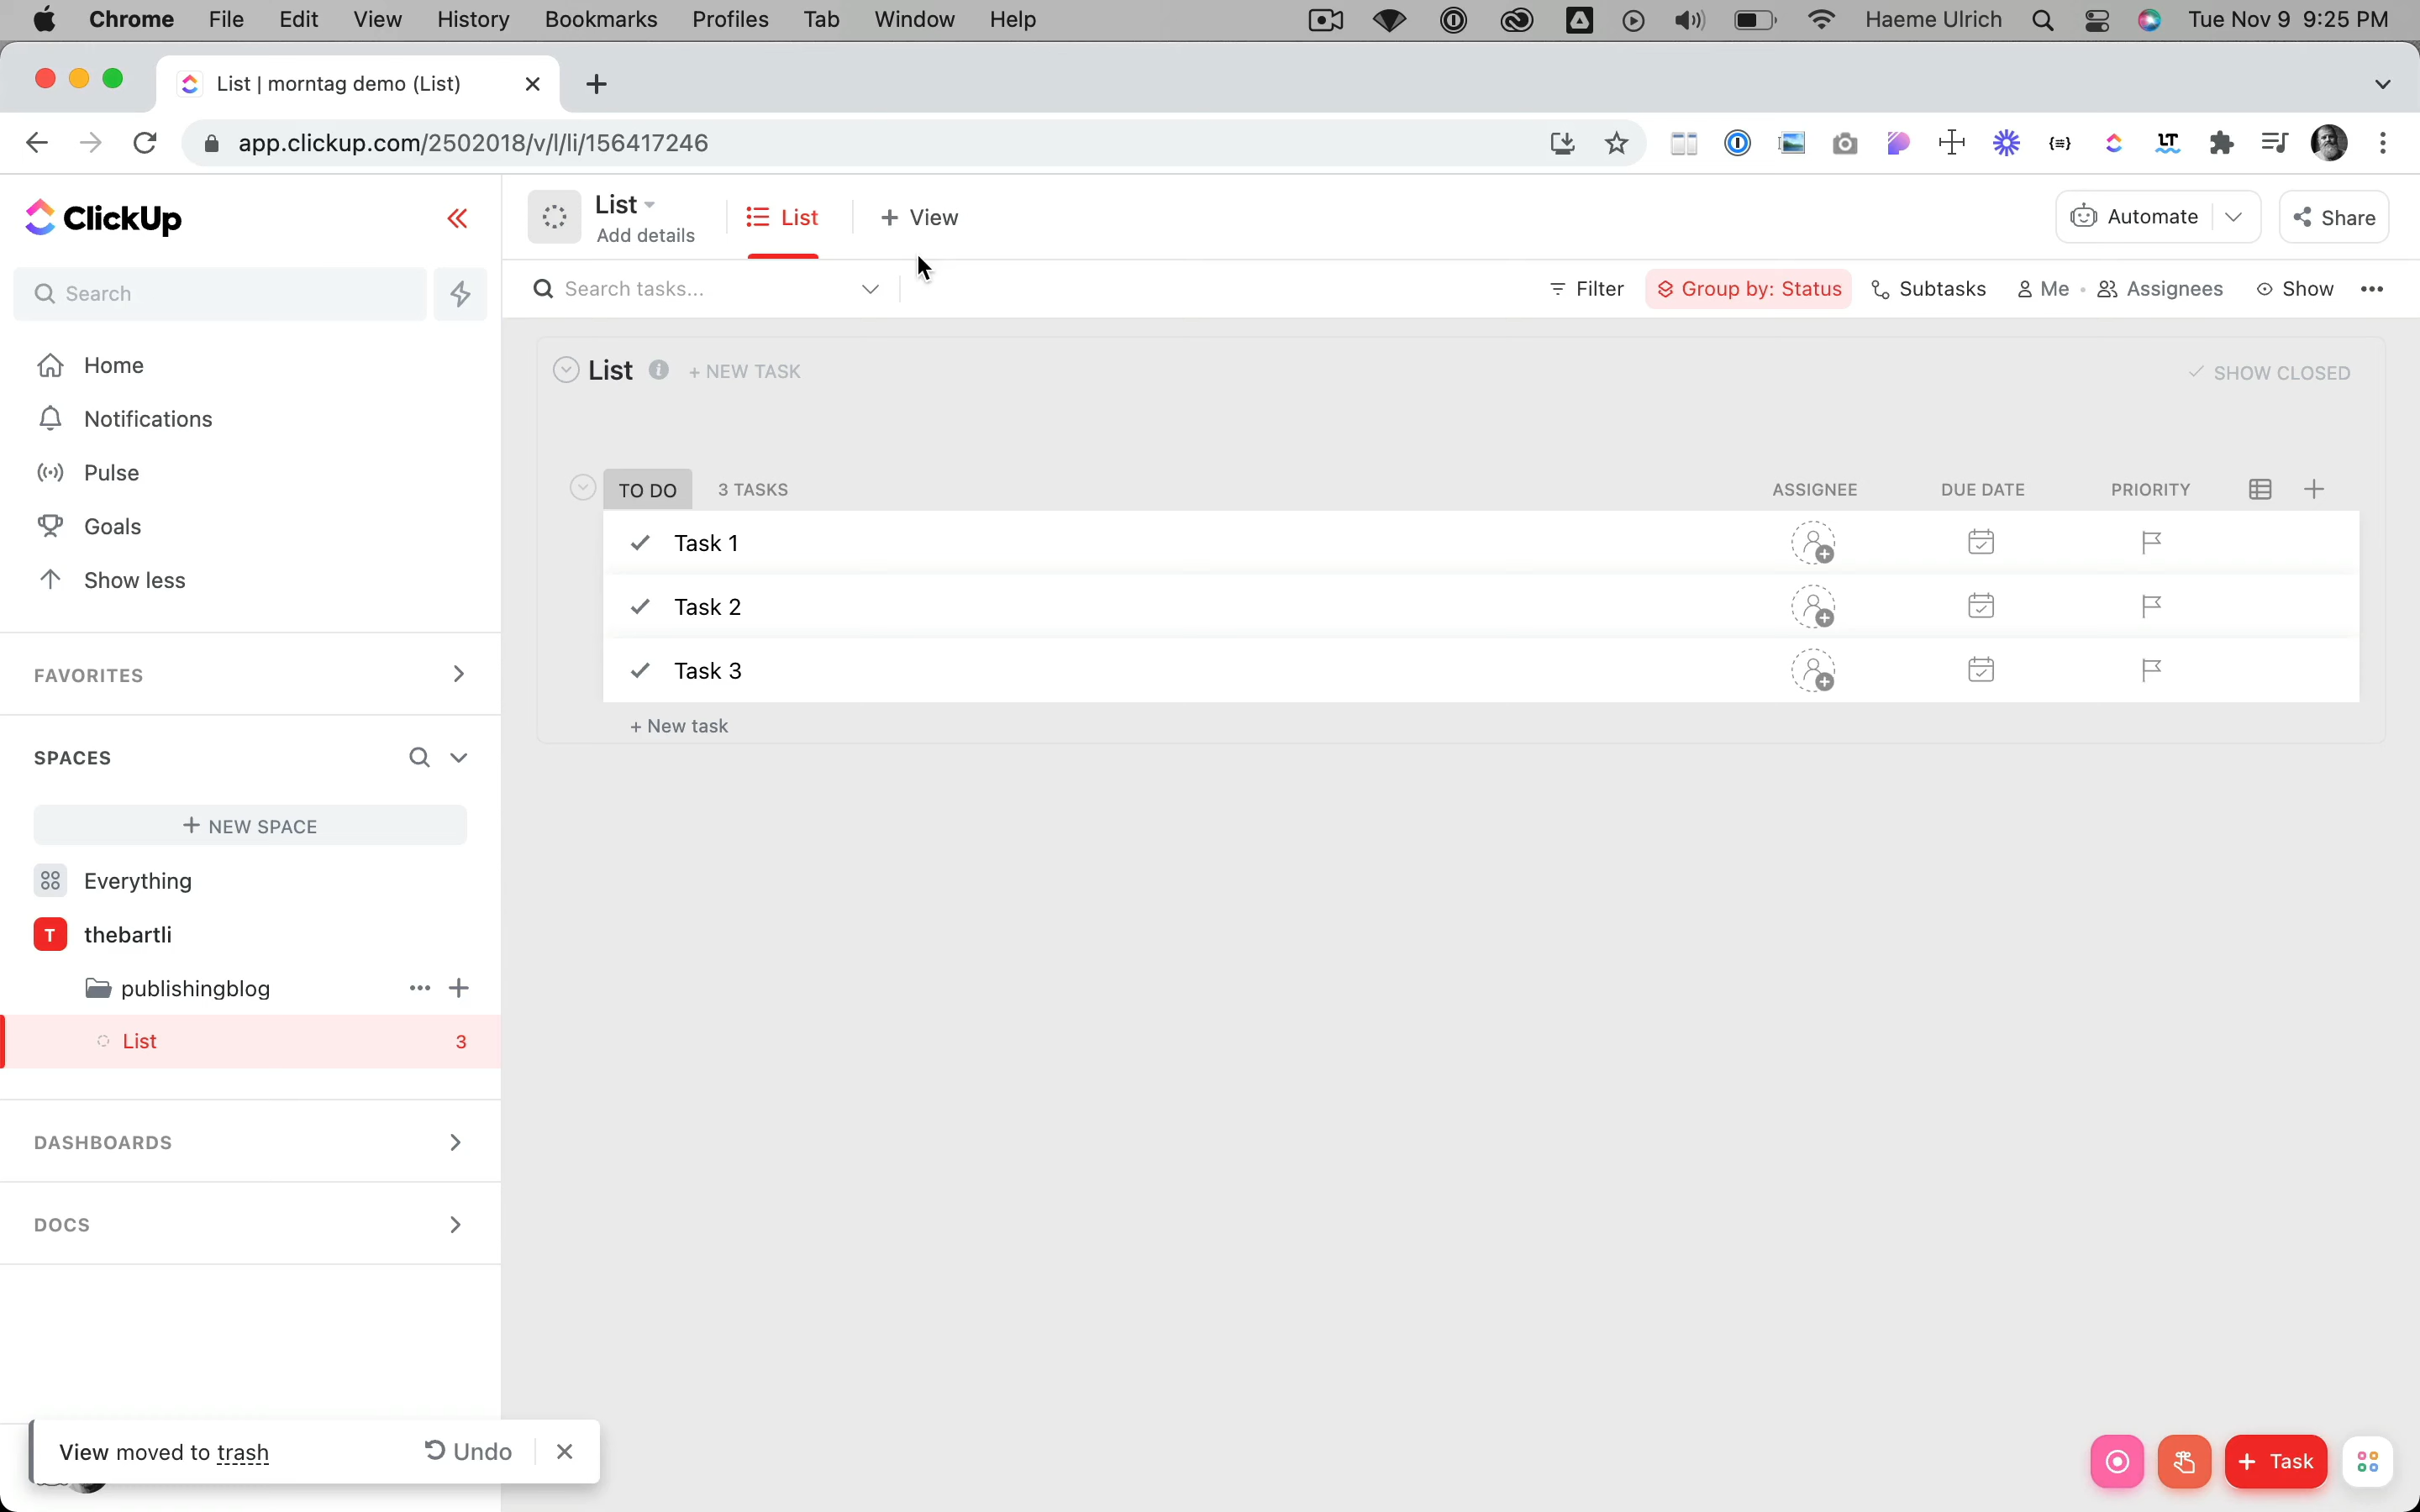 Chrome File Edit View History Bookmarks Profiles Tab Window Help Haeme Ulrich Tue Nov 9 9:25 PM
List | morntag demo (List)
app.clickup.com/2502018/v/l/li/156417246
ClickUp
List
Add details
List
+ View
Automate
Share
Search
Search tasks...
Filter
Group by: Status
Subtasks
Me
Assignees
Show
Home
Notifications
Pulse
Goals
Show less
FAVORITES
SPACES
+ NEW SPACE
Everything
T thebartli
publishingblog
List 3
DASHBOARDS
DOCS
List + NEW TASK
SHOW CLOSED
TO DO 3 TASKS ASSIGNEE DUE DATE PRIORITY
Task 1
Task 2
Task 3
+ New task
View moved to trash Undo
+ Task